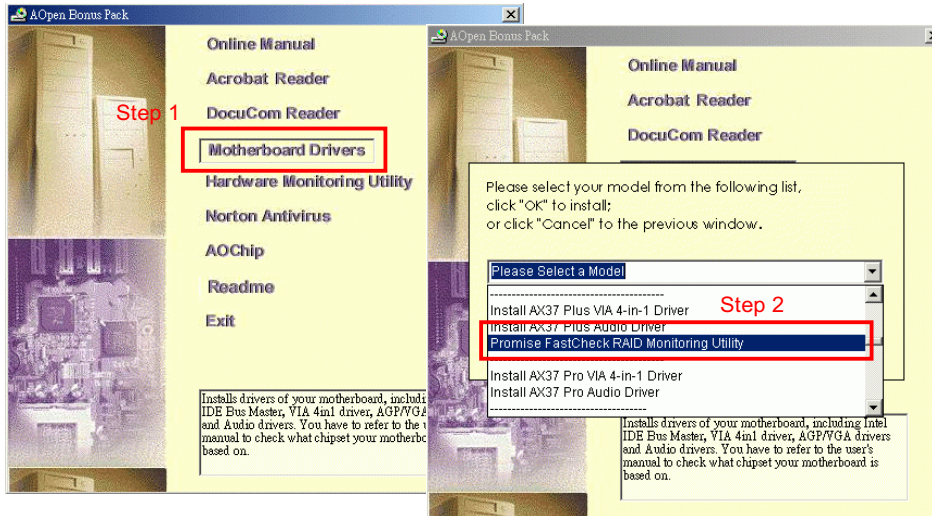 AOpen Bonus Pack
Online Manual
Acrobat Reader
Step 1
DocuCom Reader
Motherboard Drivers
Hardware Monitoring Utility
Norton Antivirus
AOChip
Readme
Exit
Installs drivers of your motherboard, includi
IDE Bus Master, VIA 4in1 driver, AGP/VGA
and Audio drivers. You have to refer to the
manual to check what chipset your motherbo
based on.
AOpen Bonus Pack
Online Manual
Acrobat Reader
DocuCom Reader
Please select your model from the following list,
click "OK" to install;
or click "Cancel" to the previous window.
Please Select a Model
----------------------------------------
Install AX37 Plus VIA 4-in-1 Driver
Step 2
Install AX37 Plus Audio Driver
Promise FastCheck RAID Monitoring Utility
----------------------------------------
Install AX37 Pro VIA 4-in-1 Driver
Install AX37 Pro Audio Driver
------------------------------------
Installs drivers of your motherboard, including Intel
IDE Bus Master, VIA 4in1 driver, AGP/VGA drivers
and Audio drivers. You have to refer to the user's
manual to check what chipset your motherboard is
based on.